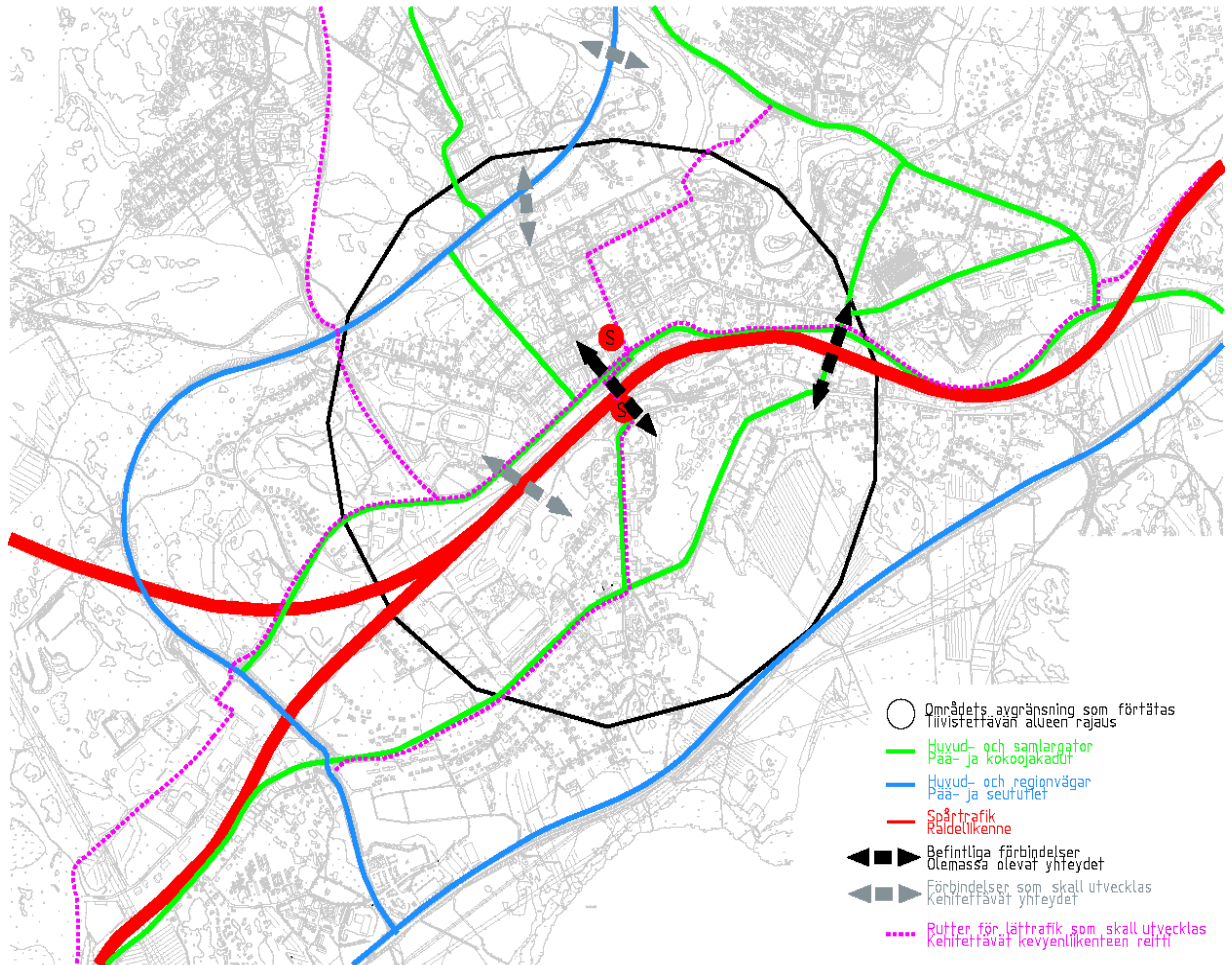 S
S
Områdets avgränsning som förtätas
Tiivistettävän alueen rajaus
Huvud- och samlargator
Pää- ja kokoojakadut
Huvud- och regionvägar
Pää- ja seututiet
Spårtrafik
Raideliikenne
Befintliga förbindelser
Olemassa olevat yhteydet
Förbindelser som skall utvecklas
Kehitettävät yhteydet
Rutter för lättrafik som skall utvecklas
Kehitettävät kevyenliikenteen reitti